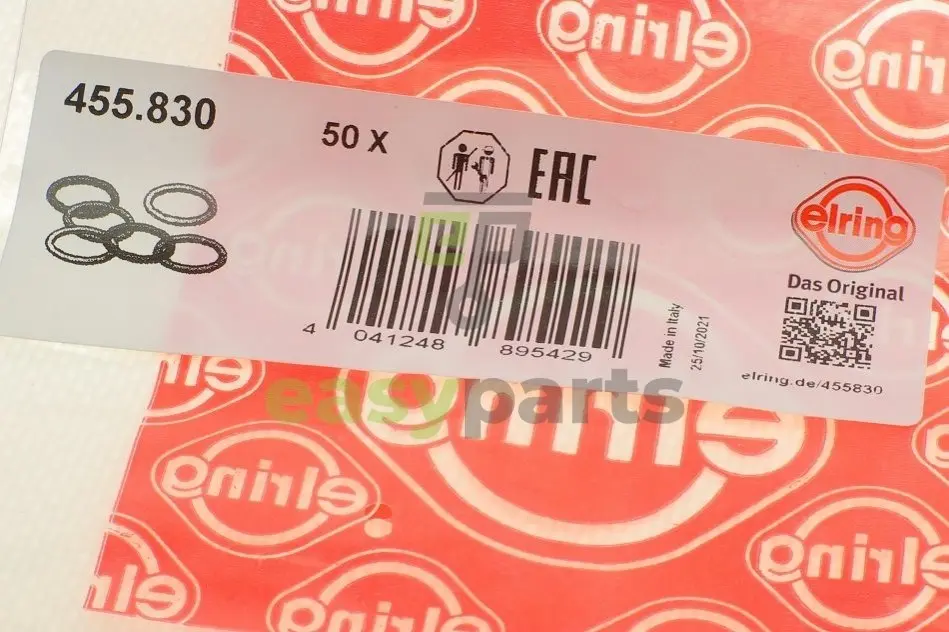 455.830
50 X
EAC
elring
Das Original
4 041248 895429
Made in Italy
25/10/2021
elring.de/455830
easyparts
elring
elring
elring
elring
elring
elring
elring
elring